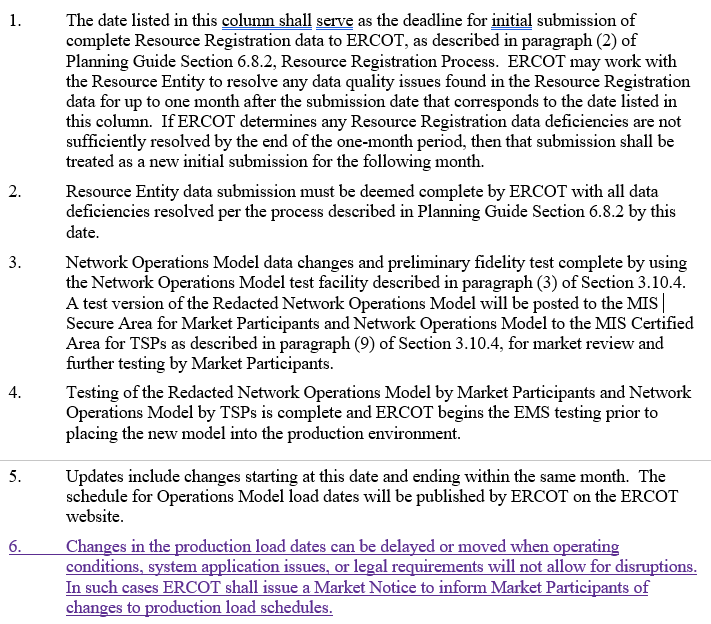 1. The date listed in this column shall serve as the deadline for initial submission of
complete Resource Registration data to ERCOT, as described in paragraph (2) of
Planning Guide Section 6.8.2, Resource Registration Process.  ERCOT may work with
the Resource Entity to resolve any data quality issues found in the Resource Registration
data for up to one month after the submission date that corresponds to the date listed in
this column.  If ERCOT determines any Resource Registration data deficiencies are not
sufficiently resolved by the end of the one-month period, then that submission shall be
treated as a new initial submission for the following month.
2. Resource Entity data submission must be deemed complete by ERCOT with all data
deficiencies resolved per the process described in Planning Guide Section 6.8.2 by this
date.
3. Network Operations Model data changes and preliminary fidelity test complete by using
the Network Operations Model test facility described in paragraph (3) of Section 3.10.4.
A test version of the Redacted Network Operations Model will be posted to the MIS
Secure Area for Market Participants and Network Operations Model to the MIS Certified
Area for TSPs as described in paragraph (9) of Section 3.10.4, for market review and
further testing by Market Participants.
4. Testing of the Redacted Network Operations Model by Market Participants and Network
Operations Model by TSPs is complete and ERCOT begins the EMS testing prior to
placing the new model into the production environment.
5. Updates include changes starting at this date and ending within the same month.  The
schedule for Operations Model load dates will be published by ERCOT on the ERCOT
website.
6. Changes in the production load dates can be delayed or moved when operating
conditions, system application issues, or legal requirements will not allow for disruptions.
In such cases ERCOT shall issue a Market Notice to inform Market Participants of
changes to production load schedules.